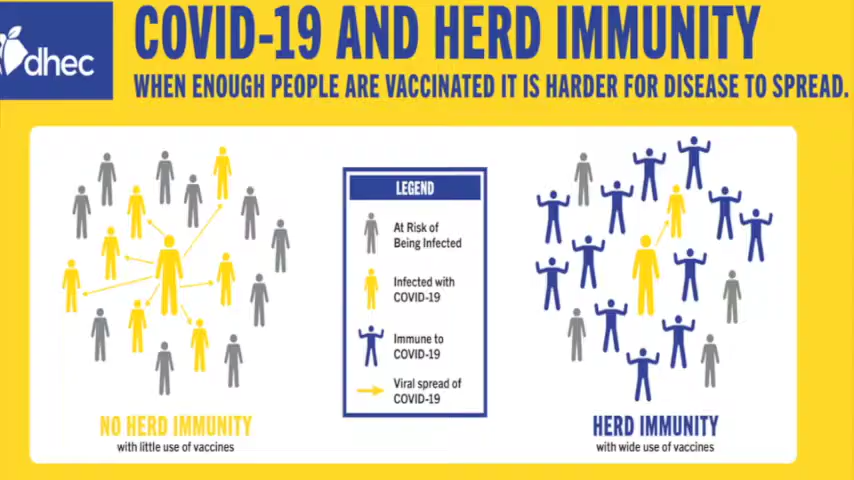 dhec
COVID-19 AND HERD IMMUNITY
WHEN ENOUGH PEOPLE ARE VACCINATED IT IS HARDER FOR DISEASE TO SPREAD.
LEGEND
At Risk of
Being Infected
Infected with
COVID-19
Immune to
COVID-19
Viral spread of
COVID-19
NO HERD IMMUNITY
with little use of vaccines
HERD IMMUNITY
with wide use of vaccines